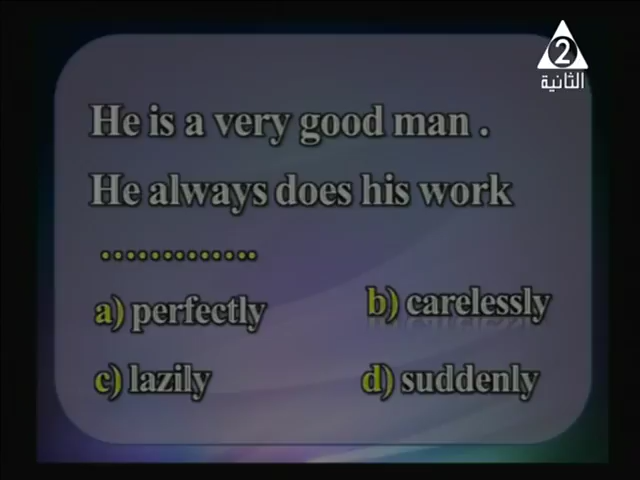 2
الثانية
He is a very good man .
He always does his work
.............
a) perfectly b) carelessly
c) lazily d) suddenly